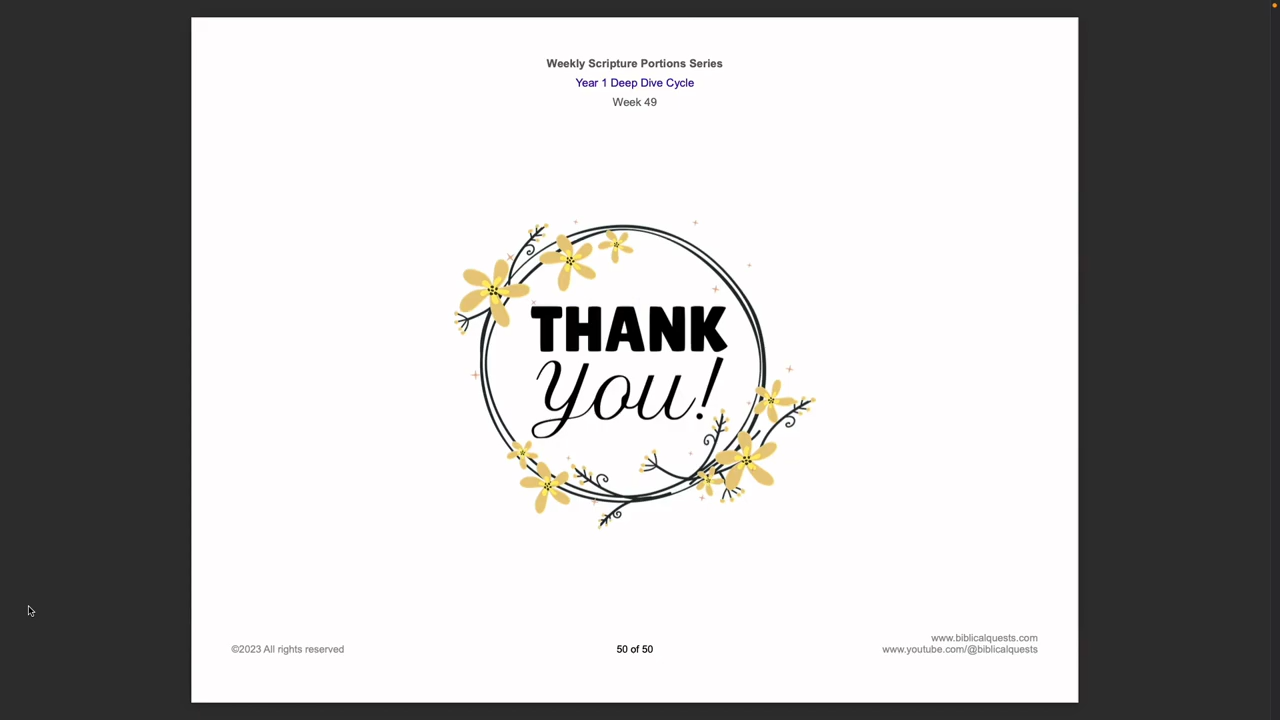 Weekly Scripture Portions Series
Year 1 Deep Dive Cycle
Week 49
THANK
You!
©2023 All rights reserved
50 of 50
www.biblicalquests.com
www.youtube.com/@biblicalquests